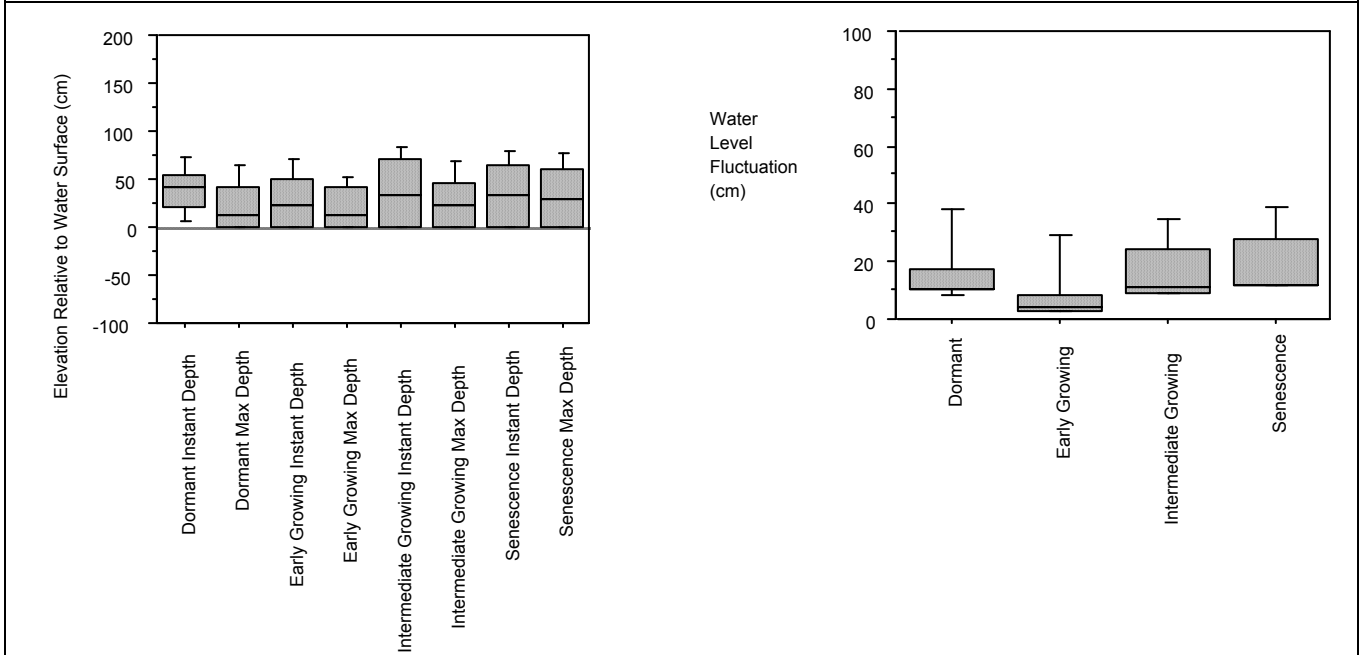 Elevation Relative to Water Surface (cm)
200
150
100
50
0
-50
-100
Dormant Instant Depth
Dormant Max Depth
Early Growing Instant Depth
Early Growing Max Depth
Intermediate Growing Instant Depth
Intermediate Growing Max Depth
Senescence Instant Depth
Senescence Max Depth
Water
Level
Fluctuation
(cm)
100
80
60
40
20
0
Dormant
Early Growing
Intermediate Growing
Senescence